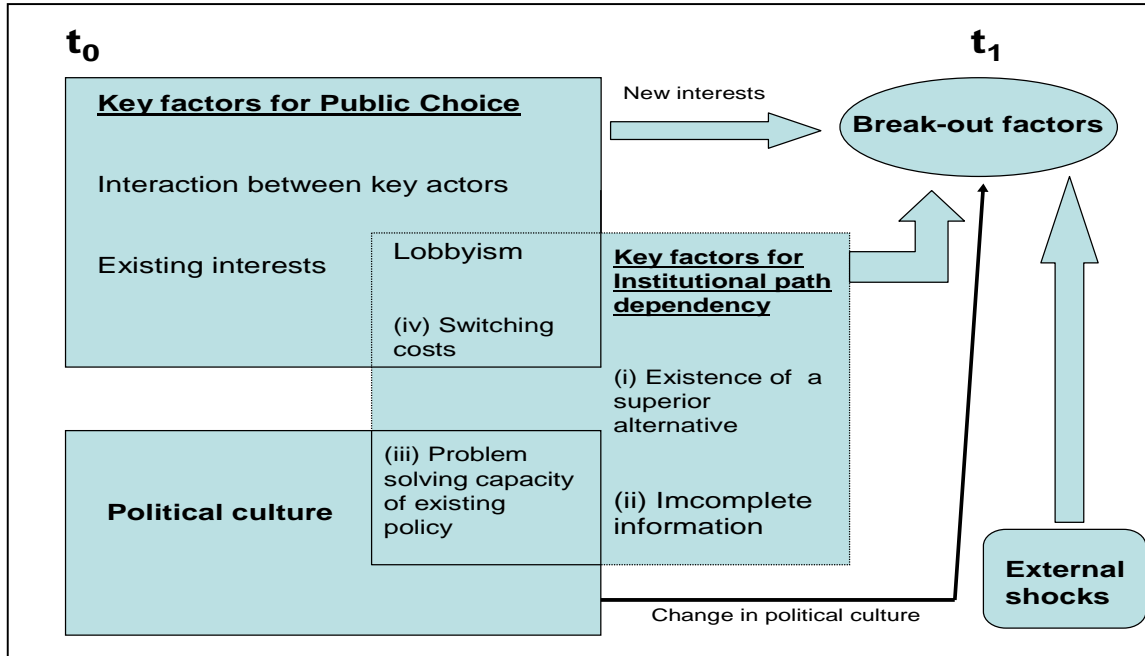 t0
t1
Key factors for Public Choice
New interests
Break-out factors
Interaction between key actors
Existing interests
Lobbyism
(iv) Switching
costs
Key factors for
Institutional path
dependency
(i) Existence of a
superior
alternative
(iii) Problem
solving capacity
of existing
policy
(ii) Imcomplete
information
Political culture
Change in political culture
External
shocks